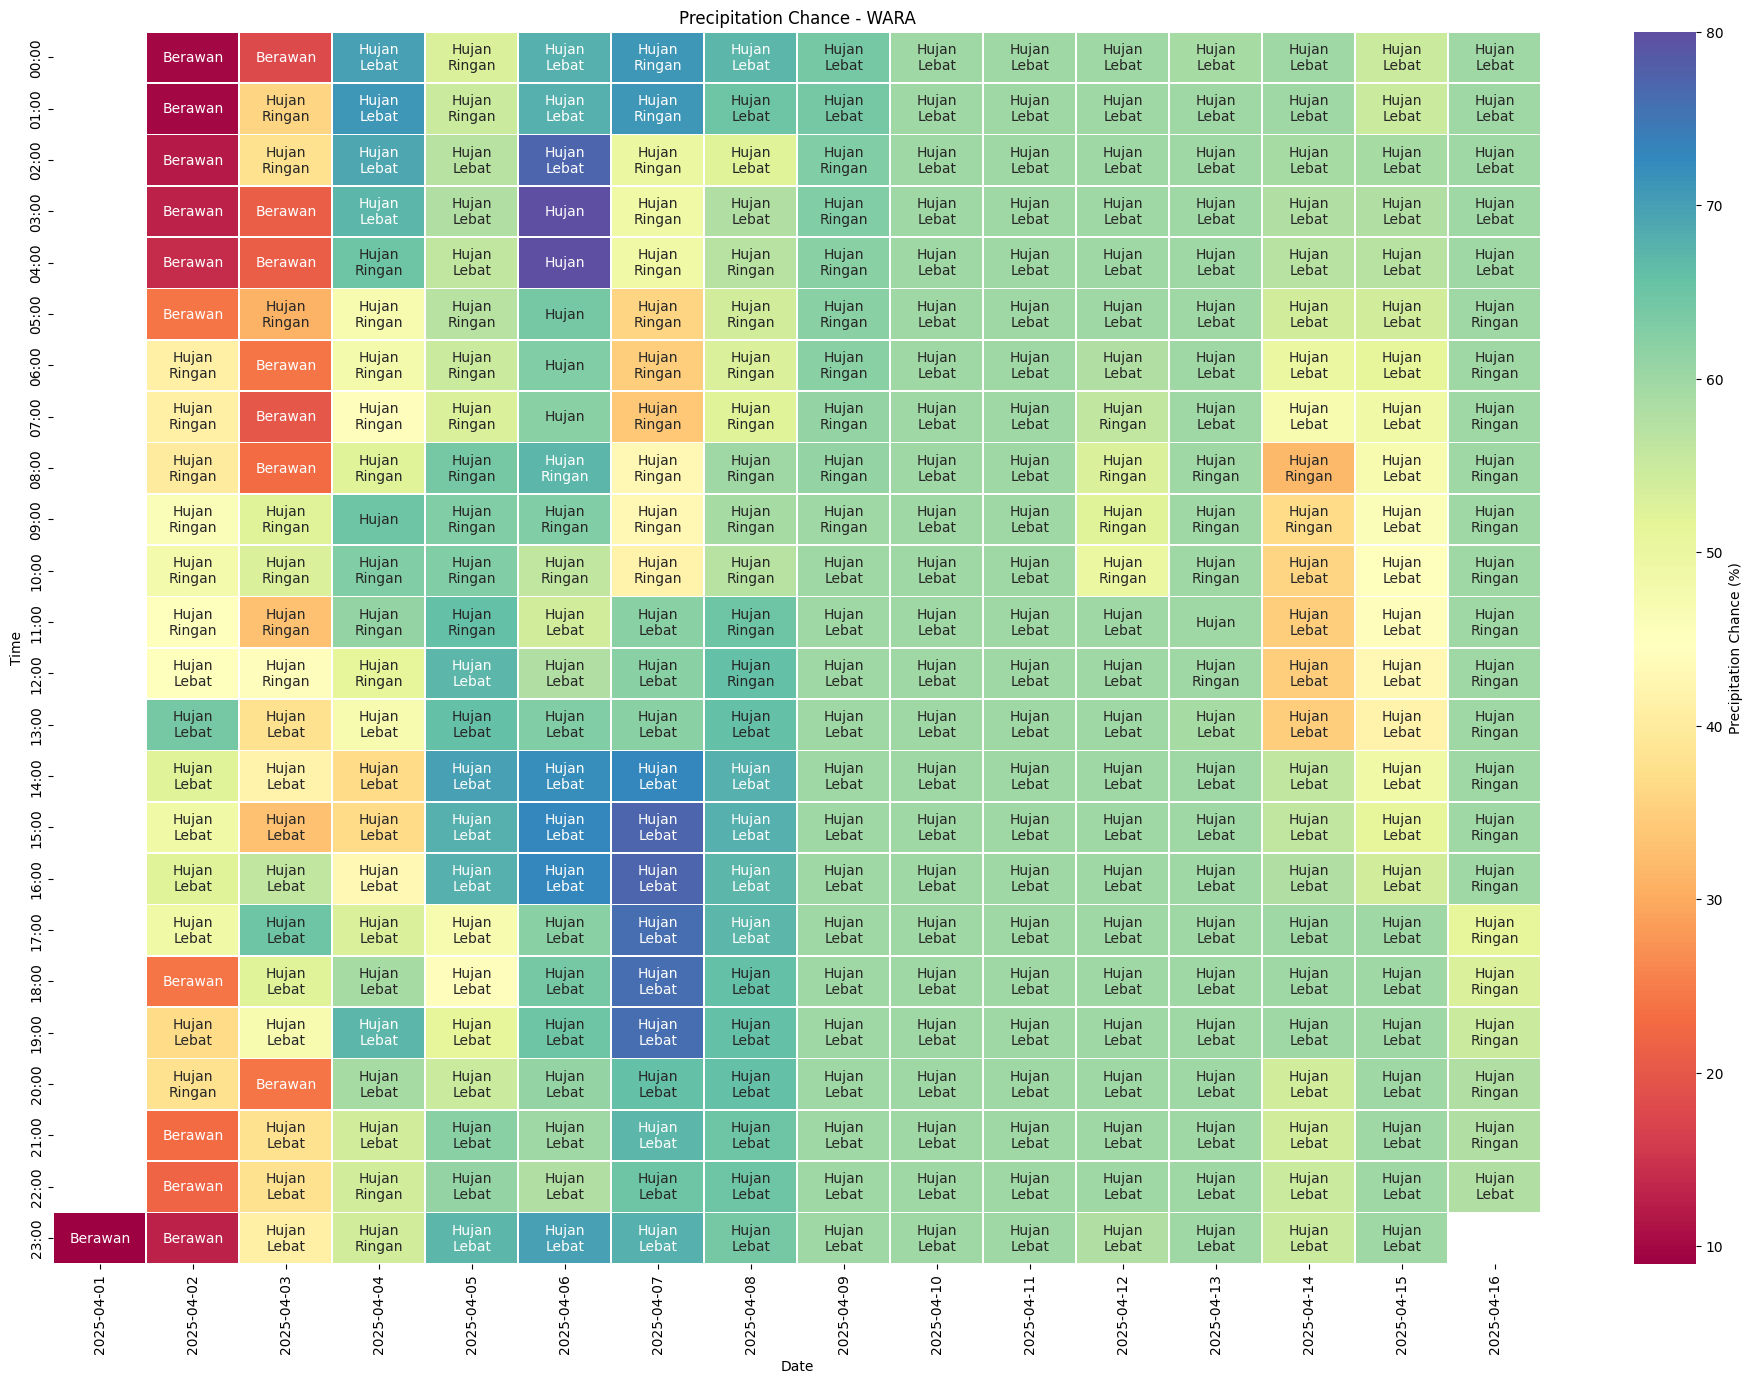 Precipitation Chance - WARA
00:00 Berawan Berawan Hujan Lebat Hujan Ringan Hujan Lebat Hujan Ringan Hujan Lebat Hujan Lebat Hujan Lebat Hujan Lebat Hujan Lebat Hujan Lebat Hujan Lebat Hujan Lebat Hujan Lebat
01:00 Berawan Hujan Ringan Hujan Lebat Hujan Ringan Hujan Lebat Hujan Ringan Hujan Lebat Hujan Lebat Hujan Lebat Hujan Lebat Hujan Lebat Hujan Lebat Hujan Lebat Hujan Lebat Hujan Lebat
02:00 Berawan Hujan Ringan Hujan Lebat Hujan Lebat Hujan Lebat Hujan Ringan Hujan Lebat Hujan Ringan Hujan Lebat Hujan Lebat Hujan Lebat Hujan Lebat Hujan Lebat Hujan Lebat Hujan Lebat
03:00 Berawan Berawan Hujan Lebat Hujan Lebat Hujan Hujan Ringan Hujan Lebat Hujan Ringan Hujan Lebat Hujan Lebat Hujan Lebat Hujan Lebat Hujan Lebat Hujan Lebat Hujan Lebat
04:00 Berawan Berawan Hujan Ringan Hujan Lebat Hujan Hujan Ringan Hujan Ringan Hujan Ringan Hujan Lebat Hujan Lebat Hujan Lebat Hujan Lebat Hujan Lebat Hujan Lebat Hujan Lebat
05:00 Berawan Hujan Ringan Hujan Ringan Hujan Ringan Hujan Hujan Ringan Hujan Ringan Hujan Ringan Hujan Lebat Hujan Lebat Hujan Lebat Hujan Lebat Hujan Lebat Hujan Lebat Hujan Ringan
06:00 Hujan Ringan Berawan Hujan Ringan Hujan Ringan Hujan Hujan Ringan Hujan Ringan Hujan Ringan Hujan Lebat Hujan Lebat Hujan Lebat Hujan Lebat Hujan Lebat Hujan Lebat Hujan Ringan
07:00 Hujan Ringan Berawan Hujan Ringan Hujan Ringan Hujan Hujan Ringan Hujan Ringan Hujan Ringan Hujan Lebat Hujan Lebat Hujan Ringan Hujan Lebat Hujan Lebat Hujan Lebat Hujan Ringan
08:00 Hujan Ringan Berawan Hujan Ringan Hujan Ringan Hujan Ringan Hujan Ringan Hujan Ringan Hujan Ringan Hujan Lebat Hujan Lebat Hujan Ringan Hujan Ringan Hujan Ringan Hujan Lebat Hujan Ringan
09:00 Hujan Ringan Hujan Ringan Hujan Hujan Ringan Hujan Ringan Hujan Ringan Hujan Ringan Hujan Ringan Hujan Lebat Hujan Lebat Hujan Ringan Hujan Ringan Hujan Ringan Hujan Lebat Hujan Ringan
10:00 Hujan Ringan Hujan Ringan Hujan Ringan Hujan Ringan Hujan Ringan Hujan Ringan Hujan Ringan Hujan Lebat Hujan Lebat Hujan Lebat Hujan Ringan Hujan Ringan Hujan Lebat Hujan Lebat Hujan Ringan
11:00 Hujan Ringan Hujan Ringan Hujan Ringan Hujan Ringan Hujan Lebat Hujan Lebat Hujan Ringan Hujan Lebat Hujan Lebat Hujan Lebat Hujan Lebat Hujan Hujan Lebat Hujan Lebat Hujan Ringan
12:00 Hujan Lebat Hujan Ringan Hujan Ringan Hujan Lebat Hujan Lebat Hujan Lebat Hujan Ringan Hujan Lebat Hujan Lebat Hujan Lebat Hujan Lebat Hujan Ringan Hujan Lebat Hujan Lebat Hujan Ringan
13:00 Hujan Lebat Hujan Lebat Hujan Lebat Hujan Lebat Hujan Lebat Hujan Lebat Hujan Lebat Hujan Lebat Hujan Lebat Hujan Lebat Hujan Lebat Hujan Lebat Hujan Lebat Hujan Lebat Hujan Ringan
14:00 Hujan Lebat Hujan Lebat Hujan Lebat Hujan Lebat Hujan Lebat Hujan Lebat Hujan Lebat Hujan Lebat Hujan Lebat Hujan Lebat Hujan Lebat Hujan Lebat Hujan Lebat Hujan Lebat Hujan Ringan
15:00 Hujan Lebat Hujan Lebat Hujan Lebat Hujan Lebat Hujan Lebat Hujan Lebat Hujan Lebat Hujan Lebat Hujan Lebat Hujan Lebat Hujan Lebat Hujan Lebat Hujan Lebat Hujan Lebat Hujan Ringan
16:00 Hujan Lebat Hujan Lebat Hujan Lebat Hujan Lebat Hujan Lebat Hujan Lebat Hujan Lebat Hujan Lebat Hujan Lebat Hujan Lebat Hujan Lebat Hujan Lebat Hujan Lebat Hujan Lebat Hujan Ringan
17:00 Hujan Lebat Hujan Lebat Hujan Lebat Hujan Lebat Hujan Lebat Hujan Lebat Hujan Lebat Hujan Lebat Hujan Lebat Hujan Lebat Hujan Lebat Hujan Lebat Hujan Lebat Hujan Lebat Hujan Ringan
18:00 Berawan Hujan Lebat Hujan Lebat Hujan Lebat Hujan Lebat Hujan Lebat Hujan Lebat Hujan Lebat Hujan Lebat Hujan Lebat Hujan Lebat Hujan Lebat Hujan Lebat Hujan Lebat Hujan Ringan
19:00 Hujan Lebat Hujan Lebat Hujan Lebat Hujan Lebat Hujan Lebat Hujan Lebat Hujan Lebat Hujan Lebat Hujan Lebat Hujan Lebat Hujan Lebat Hujan Lebat Hujan Lebat Hujan Lebat Hujan Ringan
20:00 Hujan Ringan Berawan Hujan Lebat Hujan Lebat Hujan Lebat Hujan Lebat Hujan Lebat Hujan Lebat Hujan Lebat Hujan Lebat Hujan Lebat Hujan Lebat Hujan Lebat Hujan Lebat Hujan Ringan
21:00 Berawan Hujan Lebat Hujan Lebat Hujan Lebat Hujan Lebat Hujan Lebat Hujan Lebat Hujan Lebat Hujan Lebat Hujan Lebat Hujan Lebat Hujan Lebat Hujan Lebat Hujan Lebat Hujan Ringan
22:00 Berawan Hujan Lebat Hujan Ringan Hujan Lebat Hujan Lebat Hujan Lebat Hujan Lebat Hujan Lebat Hujan Lebat Hujan Lebat Hujan Lebat Hujan Lebat Hujan Lebat Hujan Lebat Hujan Lebat
23:00 Berawan Berawan Hujan Lebat Hujan Ringan Hujan Lebat Hujan Lebat Hujan Lebat Hujan Lebat Hujan Lebat Hujan Lebat Hujan Lebat Hujan Lebat Hujan Lebat Hujan Lebat Hujan Lebat
Time
2025-04-01 2025-04-02 2025-04-03 2025-04-04 2025-04-05 2025-04-06 2025-04-07 2025-04-08 2025-04-09 2025-04-10 2025-04-11 2025-04-12 2025-04-13 2025-04-14 2025-04-15 2025-04-16
Date
80
70
60
50
40
30
20
10
Precipitation Chance (%)